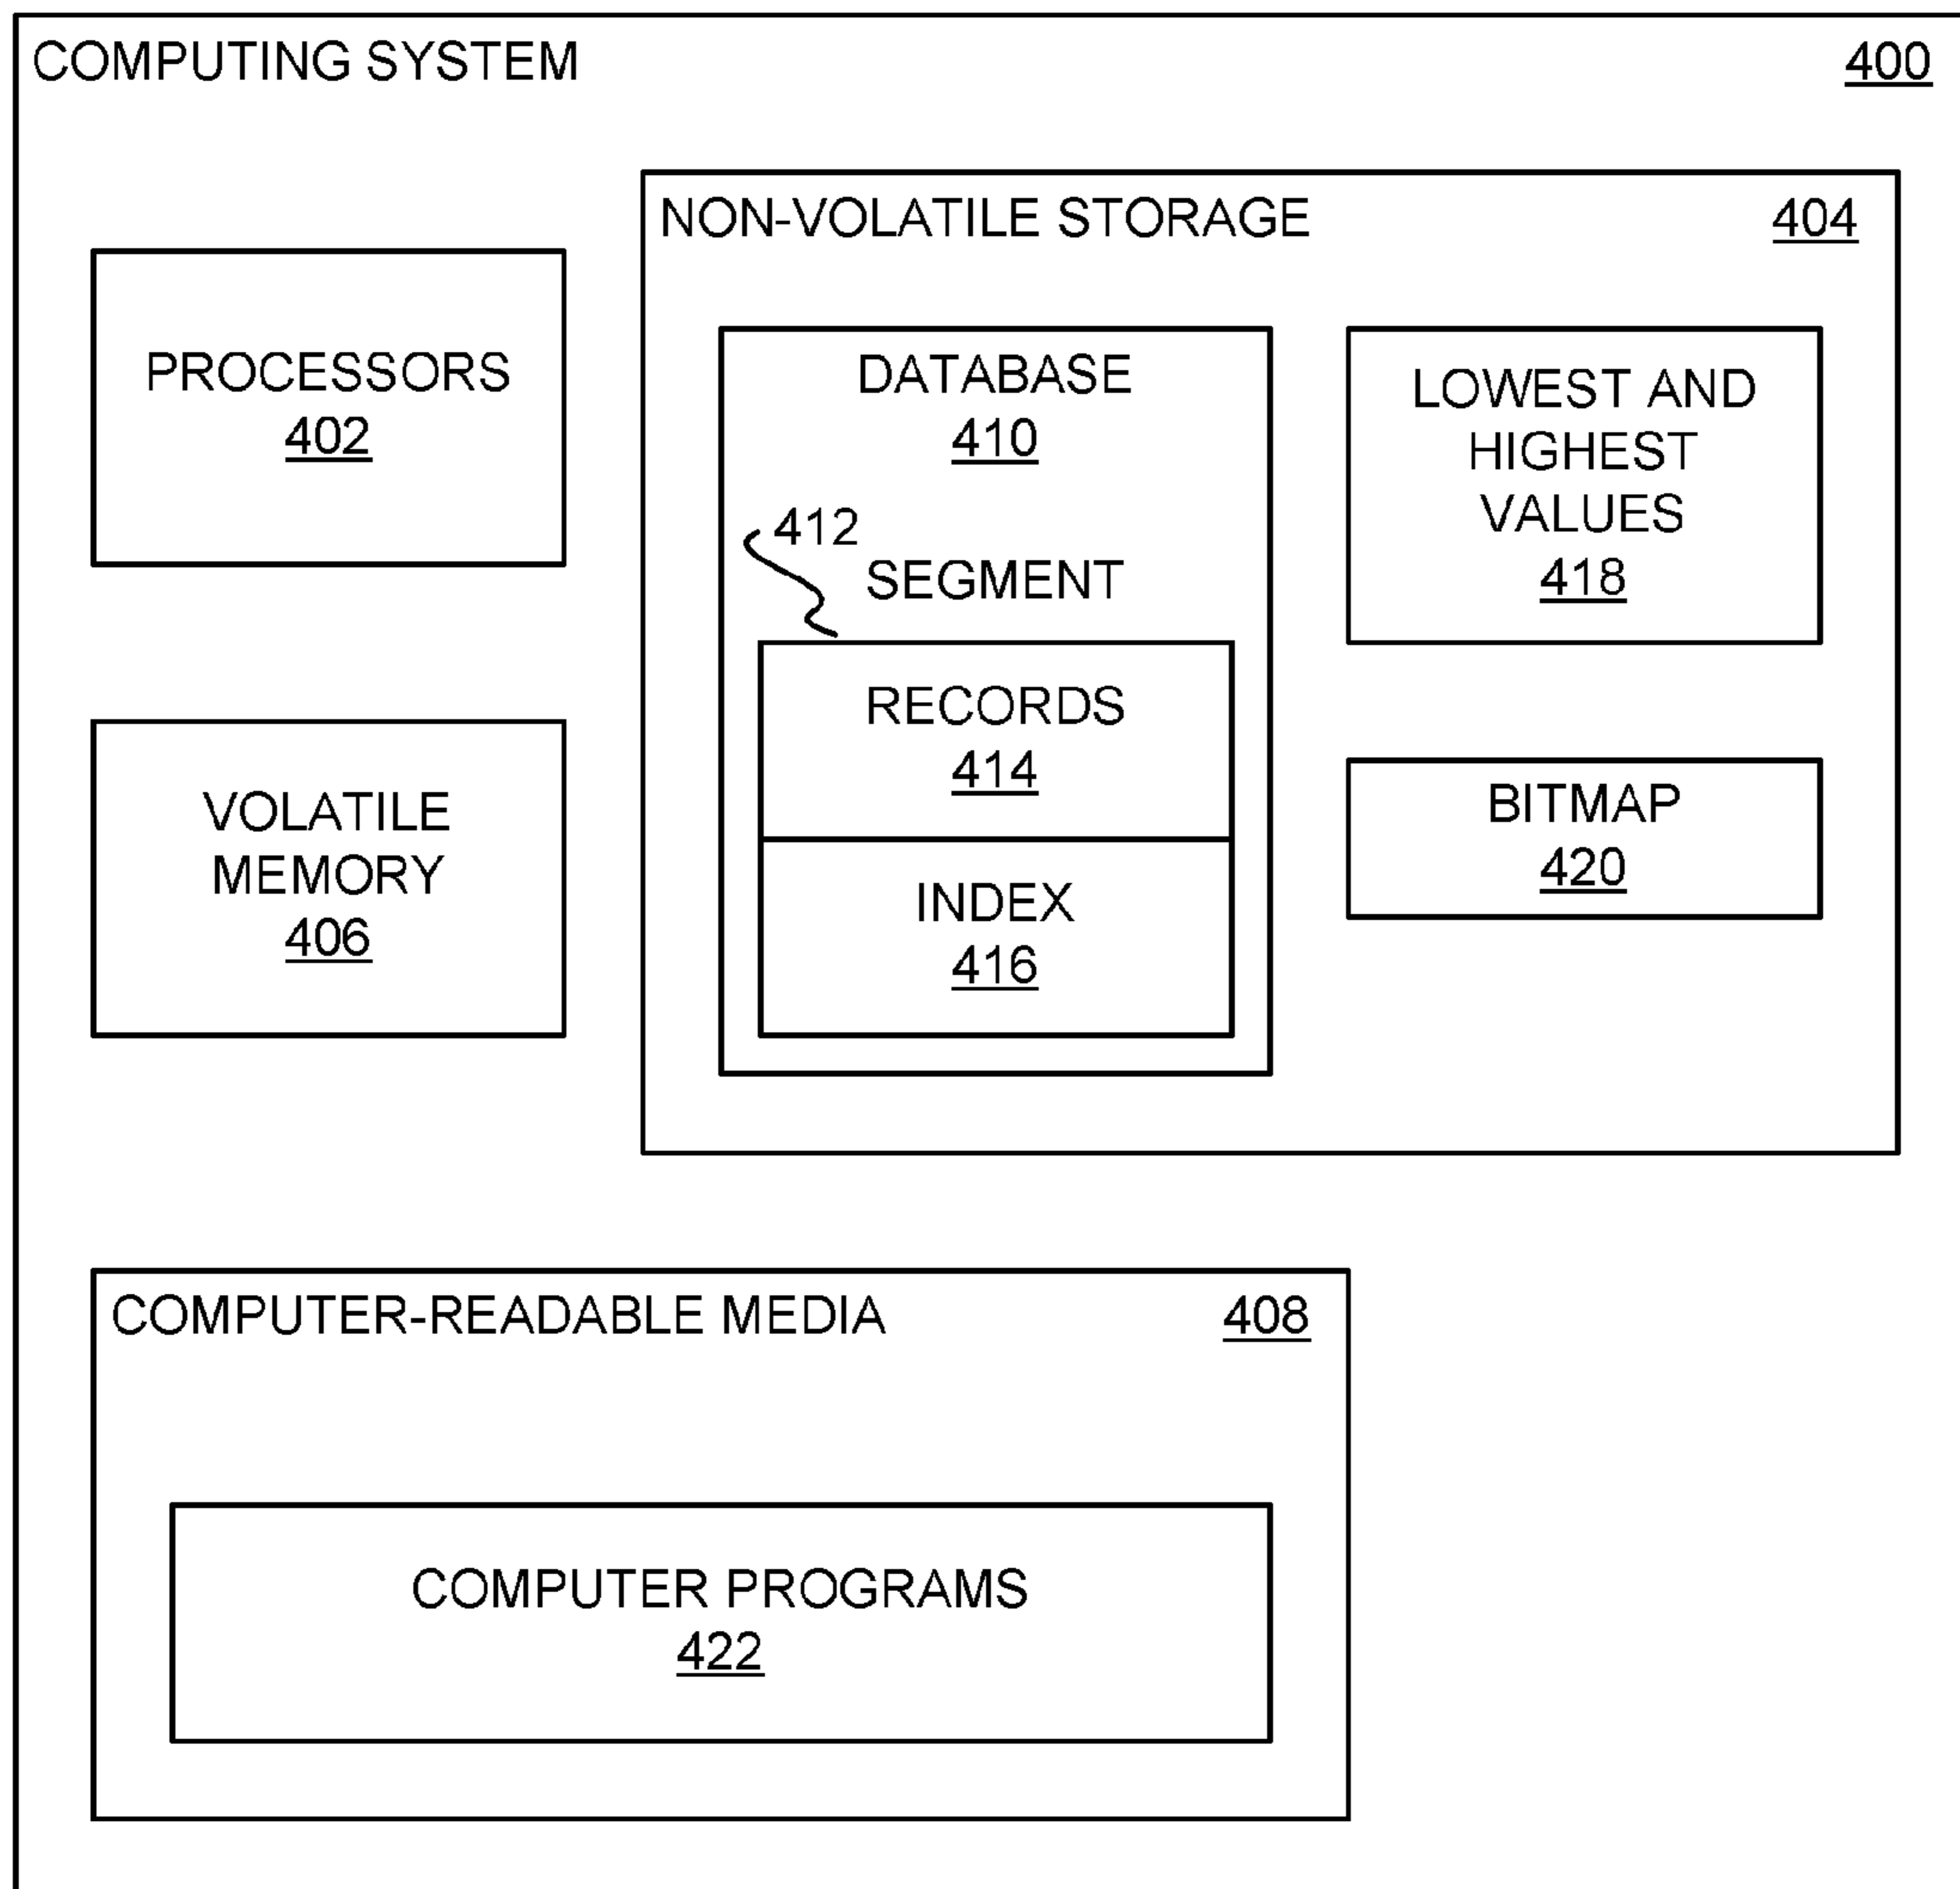 COMPUTING SYSTEM 400
NON-VOLATILE STORAGE 404
PROCESSORS
402
VOLATILE
MEMORY
406
DATABASE
410
412
SEGMENT
RECORDS
414
INDEX
416
LOWEST AND
HIGHEST
VALUES
418
BITMAP
420
COMPUTER-READABLE MEDIA 408
COMPUTER PROGRAMS
422